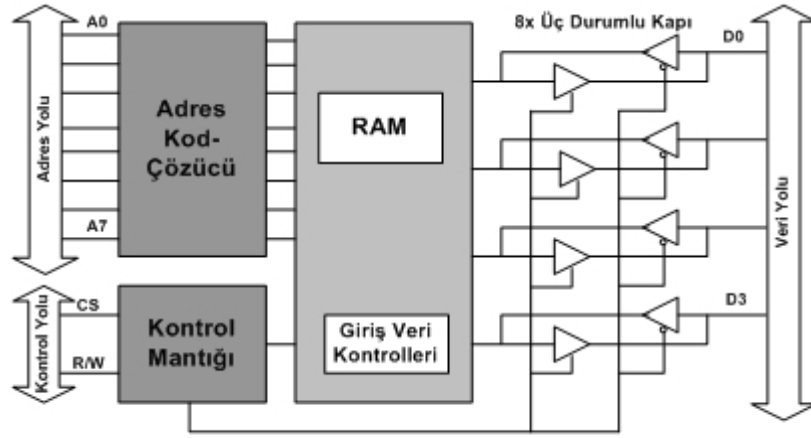 A0
8x Üç Durumlu Kapı
D0
Adres Yolu
Adres
Kod-
Çözücü
RAM
Veri Yolu
A7
Kontrol Yolu
CS
R/W
Kontrol
Mantığı
Giriş Veri
Kontrolleri
D3